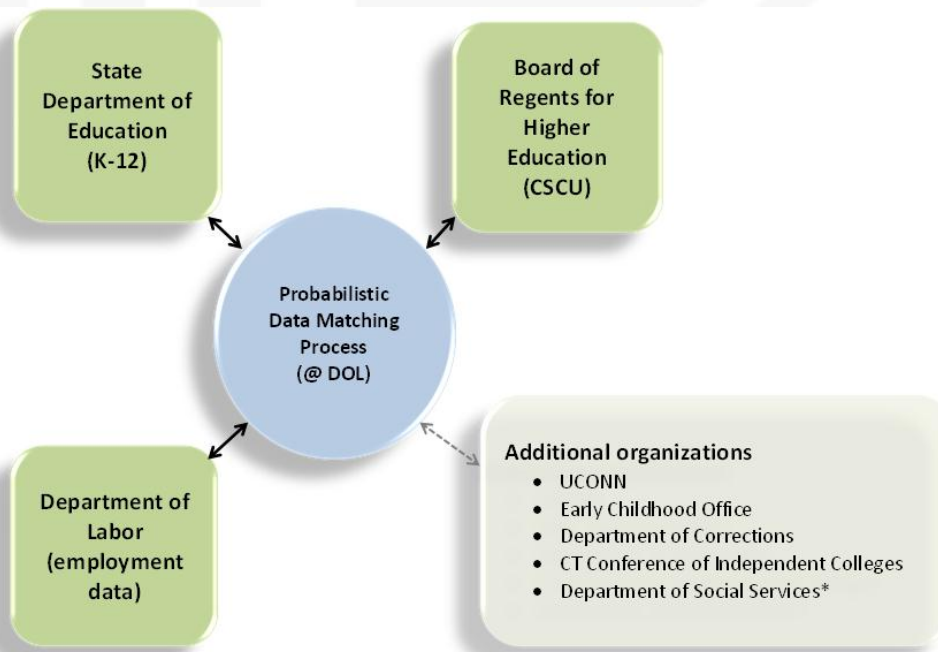 State
Department of
Education
(K-12)
Board of
Regents for
Higher
Education
(CSCU)
Probabilistic
Data Matching
Process
(@ DOL)
Department of
Labor
(employment
data)
Additional organizations
• UCONN
• Early Childhood Office
• Department of Corrections
• CT Conference of Independent Colleges
• Department of Social Services*